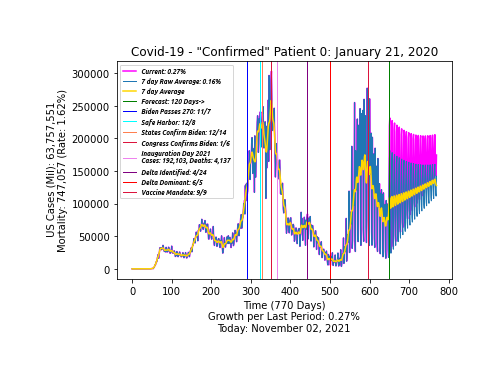 Covid-19 - "Confirmed" Patient 0: January 21, 2020
US Cases (Mil): 63,757,551
Mortality: 747,057 (Rate: 1.62%)
300000
250000
200000
150000
100000
50000
0
Current: 0.27%
7 day Raw Average: 0.16%
7 day Average
Forecast: 120 Days->
Biden Passes 270: 11/7
Safe Harbor: 12/8
States Confirm Biden: 12/14
Congress Confirms Biden: 1/6
Inauguration Day 2021
Cases: 192,103, Deaths: 4,137
Delta Identified: 4/24
Delta Dominant: 6/5
Vaccine Mandate: 9/9
0 100 200 300 400 500 600 700 800
Time (770 Days)
Growth per Last Period: 0.27%
Today: November 02, 2021